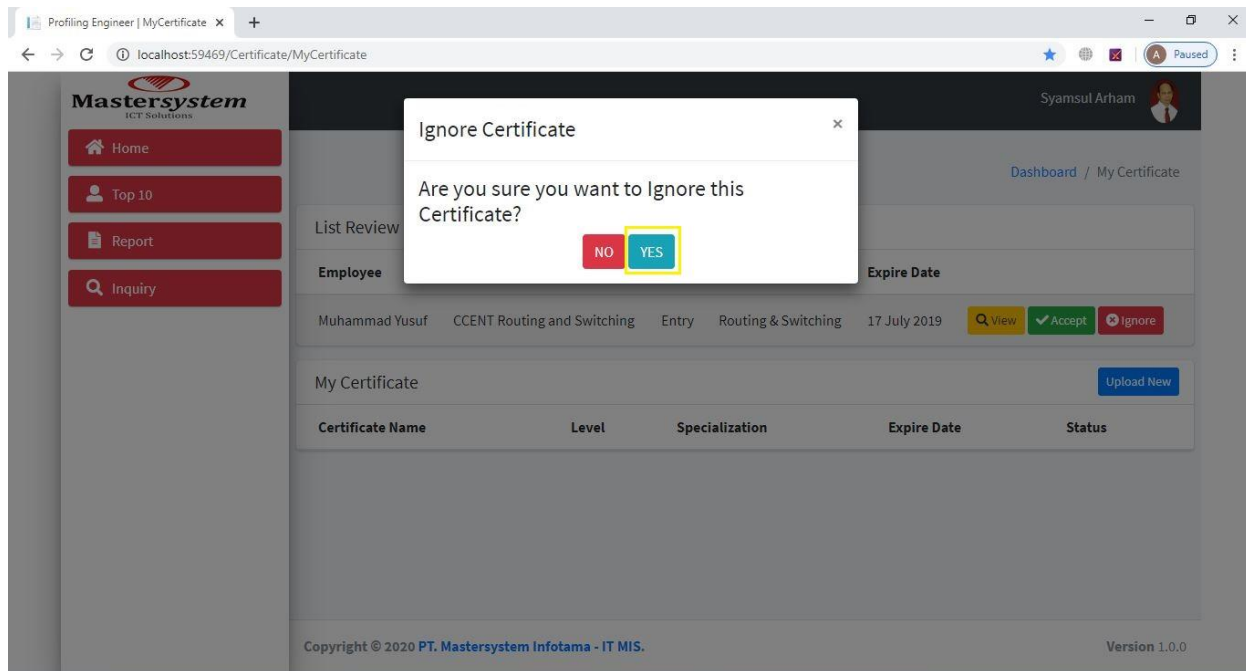 Profiling Engineer | MyCertificate
localhost:59469/Certificate/MyCertificate
A Paused
Mastersystem
ICT Solutions
Syamsul Arham
Home
Top 10
Report
Inquiry
Ignore Certificate
Are you sure you want to Ignore this
Certificate?
NO YES
Dashboard / My Certificate
List Review
Employee Expire Date
Muhammad Yusuf CCENT Routing and Switching Entry Routing & Switching 17 July 2019 View Accept Ignore
My Certificate Upload New
Certificate Name Level Specialization Expire Date Status
Copyright © 2020 PT. Mastersystem Infotama - IT MIS. Version 1.0.0